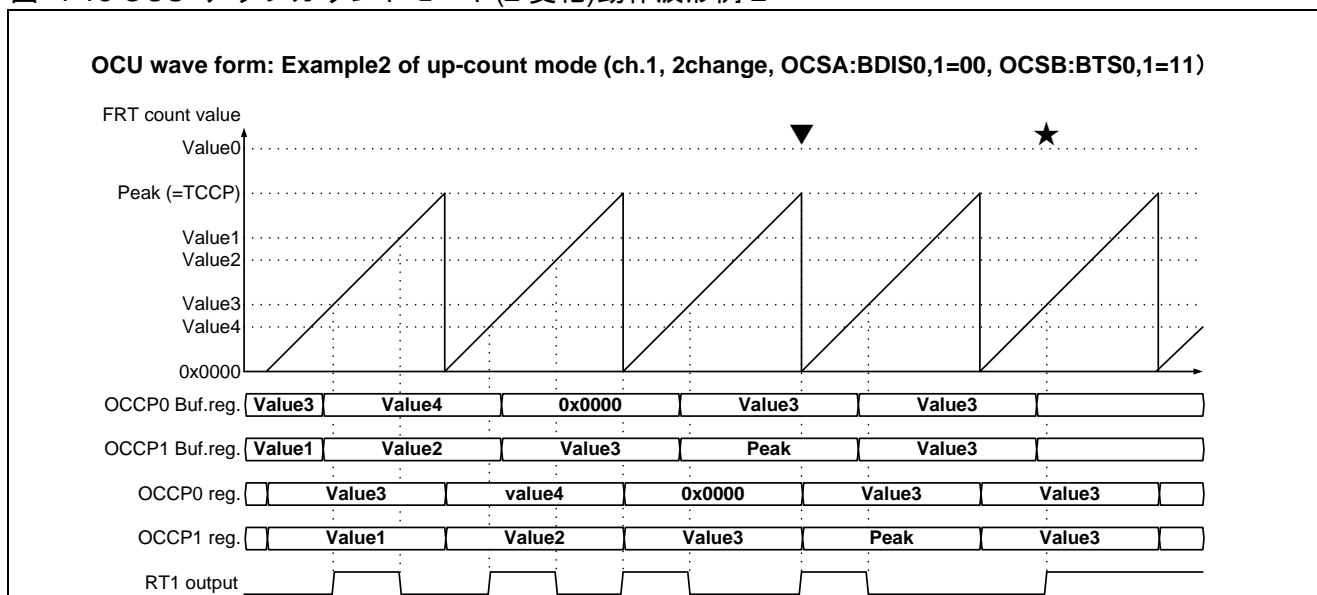 OCU wave form: Example2 of up-count mode (ch.1, 2change, OCSA:BDIS0,1=00, OCSB:BTS0,1=11)
FRT count value
Value0
Peak (=TCCP)
Value1
Value2
Value3
Value4
0x0000
OCCP0 Buf.reg. Value3 Value4 0x0000 Value3 Value3
OCCP1 Buf.reg. Value1 Value2 Value3 Peak Value3
OCCP0 reg. Value3 value4 0x0000 Value3 Value3
OCCP1 reg. Value1 Value2 Value3 Peak Value3
RT1 output